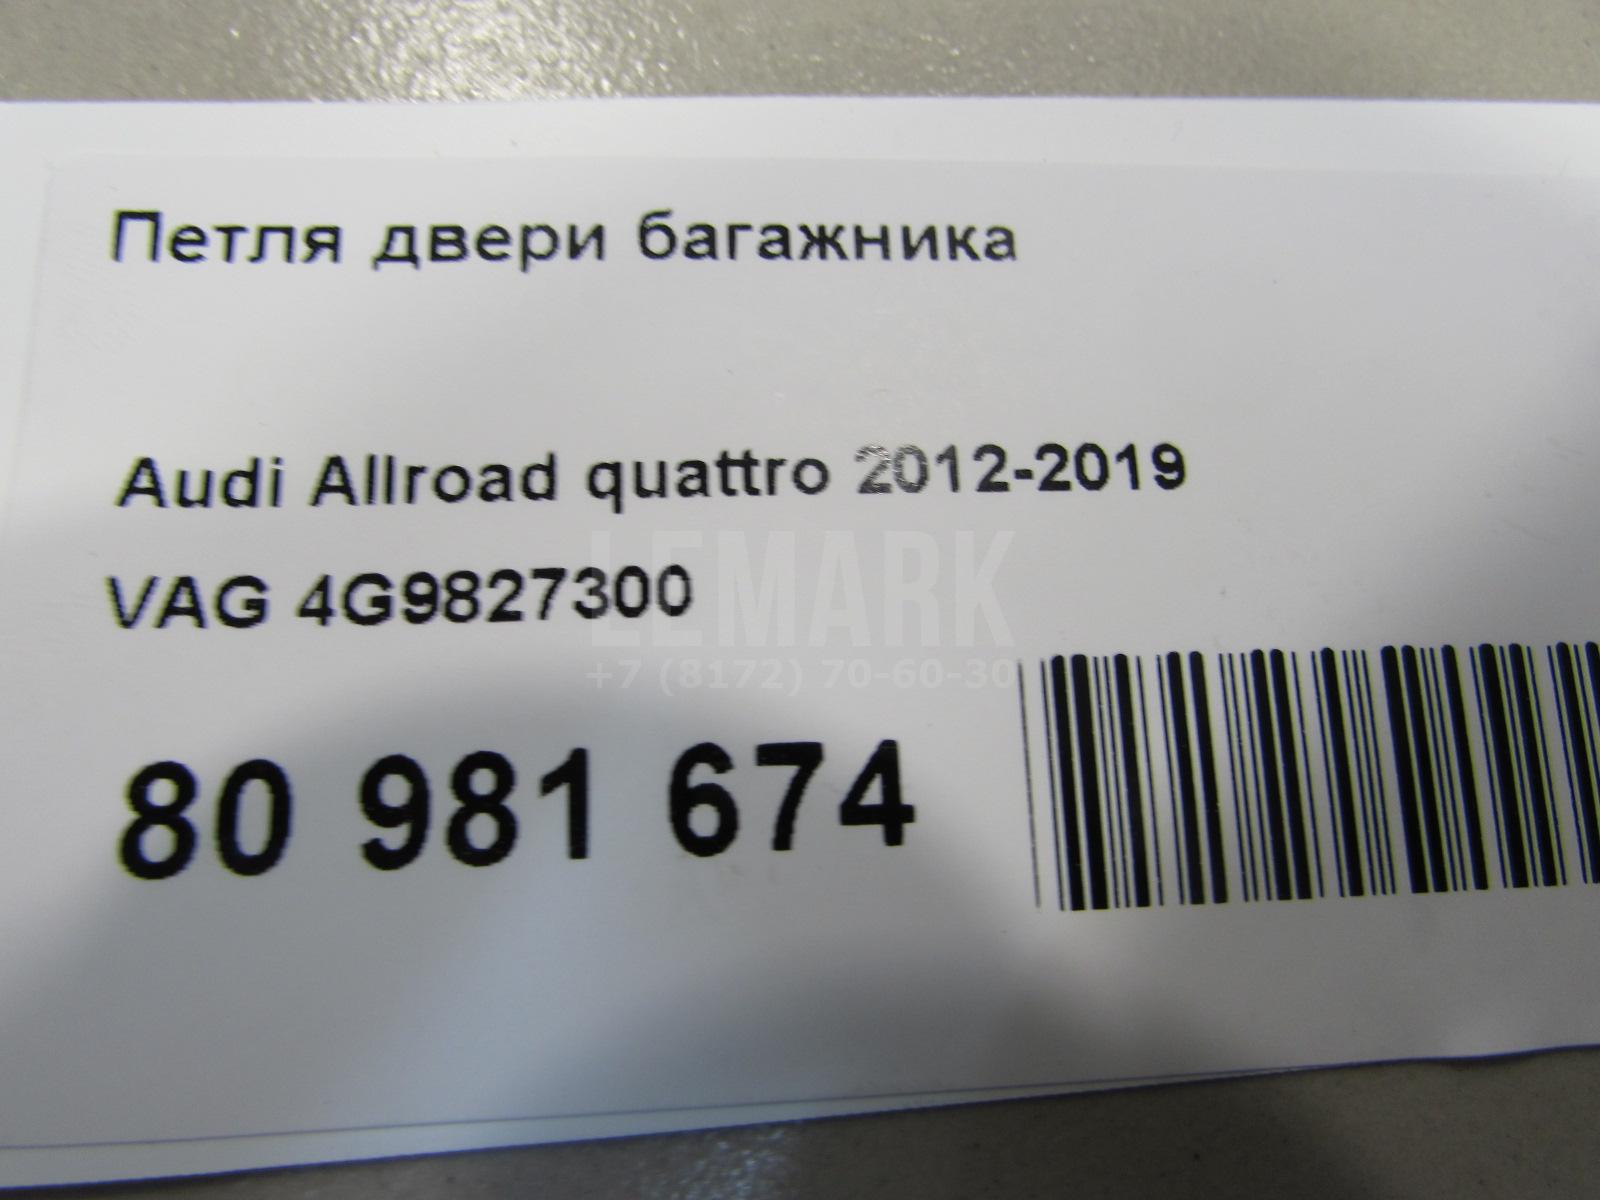 Петля двери багажника
Audi Allroad quattro 2012-2019
VAG 4G9827300
LEMARK
+7 (8172) 70-60-30
80 981 674